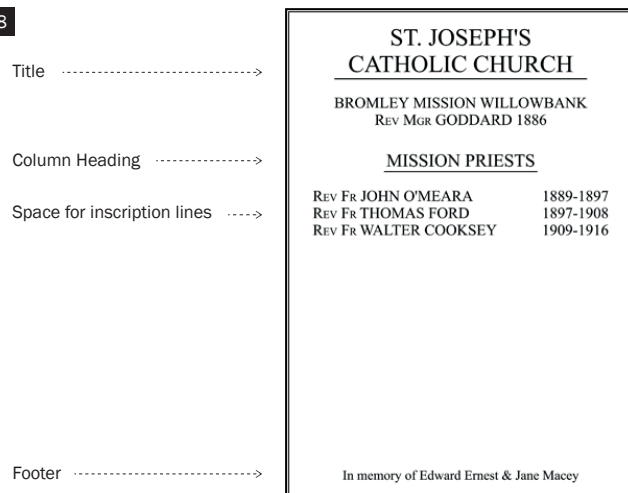 8
ST. JOSEPH'S
Title
CATHOLIC CHURCH
BROMLEY MISSION WILLOWBANK
REV MGR GODDARD 1886
Column Heading
MISSION PRIESTS
REV FR JOHN O'MEARA 1889-1897
Space for inscription lines
REV FR THOMAS FORD 1897-1908
REV FR WALTER COOKSEY 1909-1916
Footer
In memory of Edward Ernest & Jane Macey